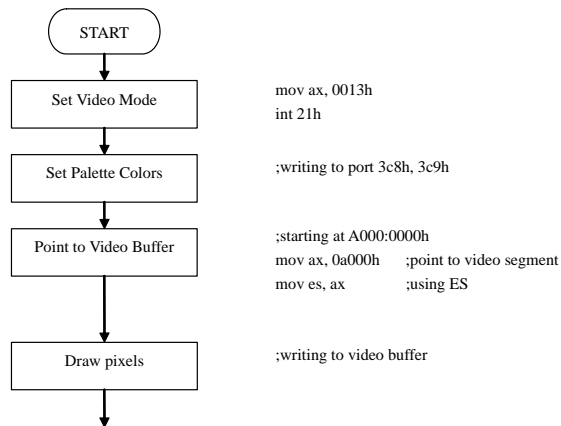 START
Set Video Mode
mov ax, 0013h
int 21h
Set Palette Colors
;writing to port 3c8h, 3c9h
Point to Video Buffer
;starting at A000:0000h
mov ax, 0a000h ;point to video segment
mov es, ax ;using ES
Draw pixels
;writing to video buffer